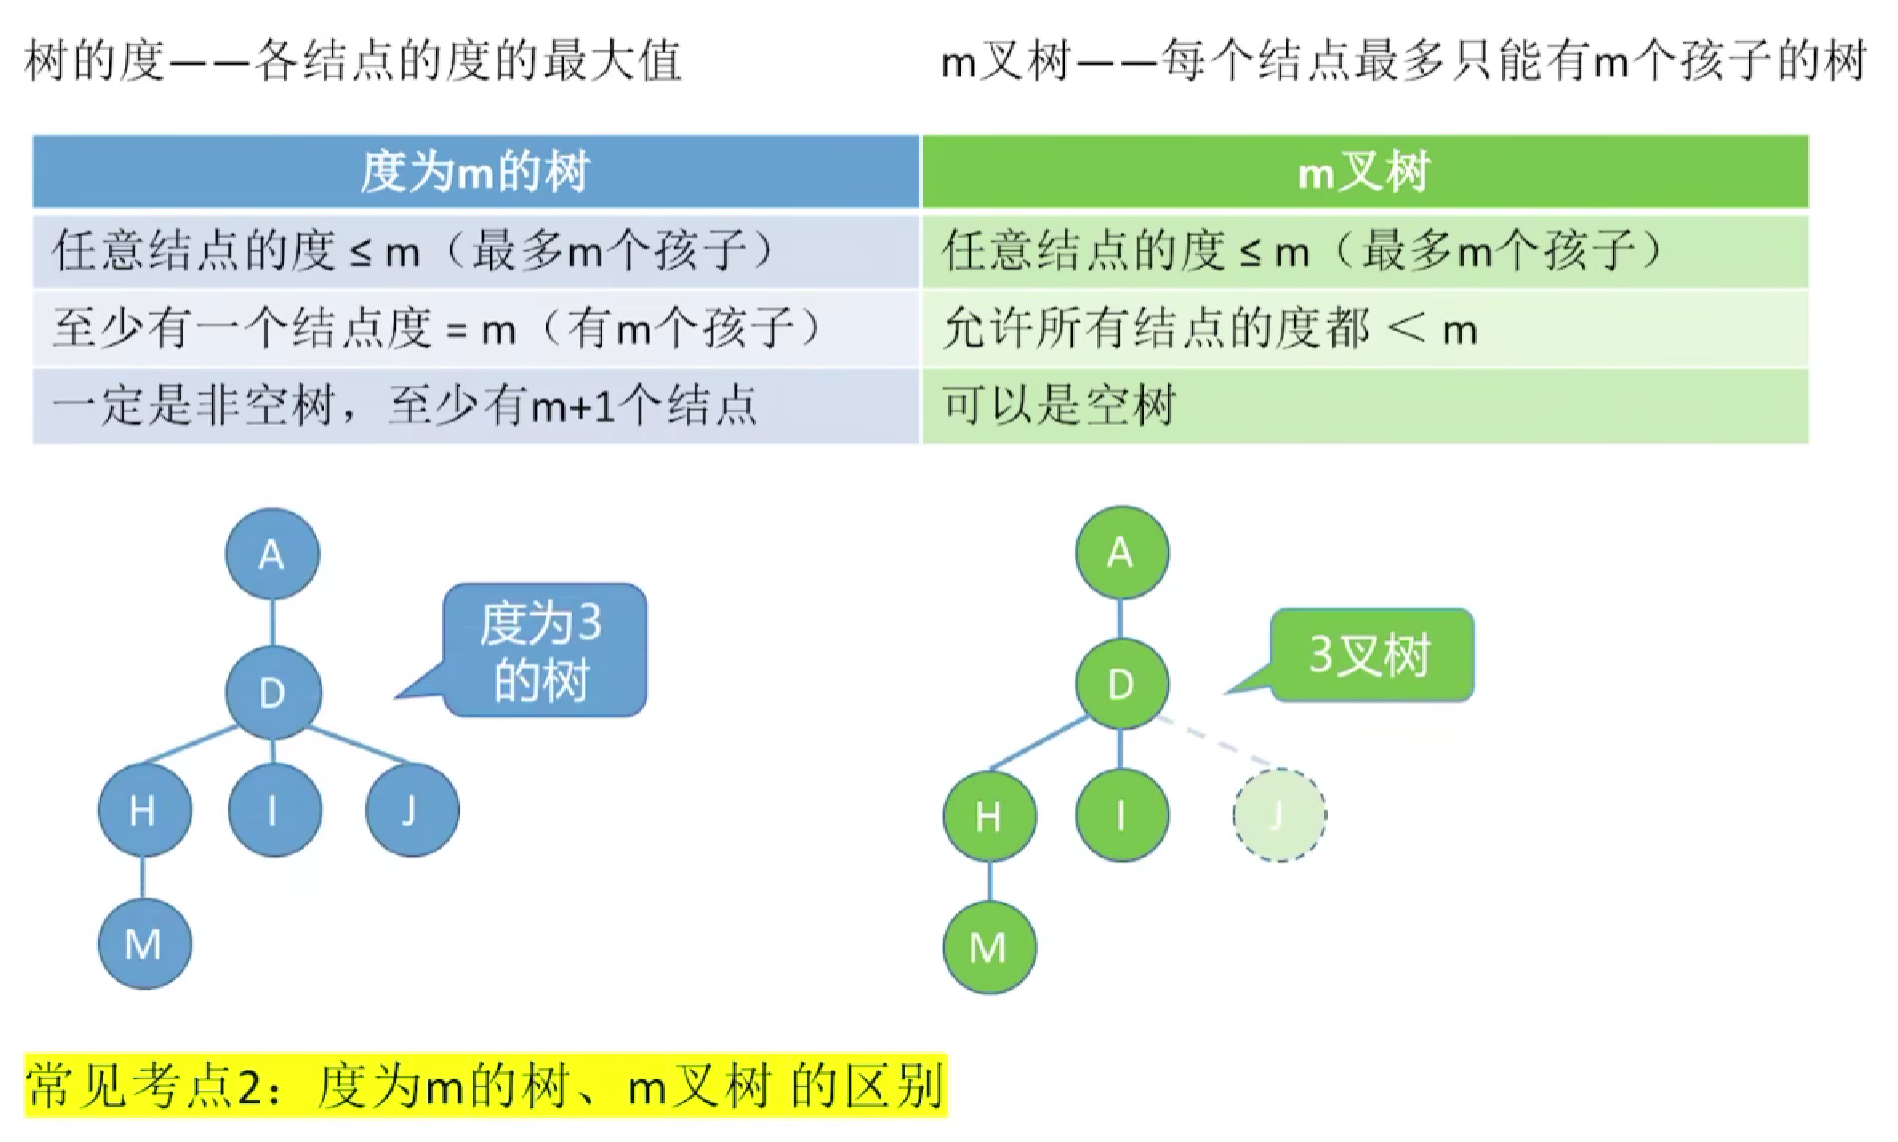 树的度——各结点的度的最大值
m叉树——每个结点最多只能有m个孩子的树
度为m的树
m叉树
任意结点的度 ≤ m（最多m个孩子）
任意结点的度 ≤ m（最多m个孩子）
至少有一个结点度 = m（有m个孩子）
允许所有结点的度都 ＜ m
一定是非空树，至少有m+1个结点
可以是空树
A
D
度为3
的树
H
I
J
M
A
D
3叉树
H
I
J
M
常见考点2：度为m的树、m叉树 的区别